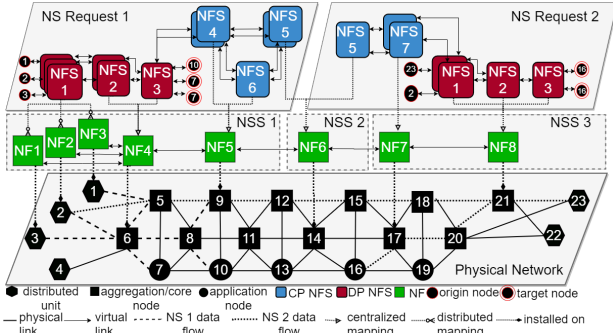 NS Request 1
NS Request 2
NFS
4
NFS
5
NFS
6
NFS
5
NFS
7
1
2
3
NFS
1
NFS
2
NFS
3
10
7
7
23
2
NFS
1
NFS
2
NFS
3
16
16
NSS 1
NSS 2
NSS 3
NF1
NF2
NF3
NF4
NF5
NF6
NF7
NF8
1
2
3
4
5
6
7
8
9
10
11
12
13
14
15
16
17
18
19
20
21
22
23
Physical Network
distributed unit
aggregation/core node
application node
CP NFS
DP NFS
NF
origin node
target node
physical link
virtual link
NS 1 data flow
NS 2 data flow
centralized mapping
distributed mapping
installed on